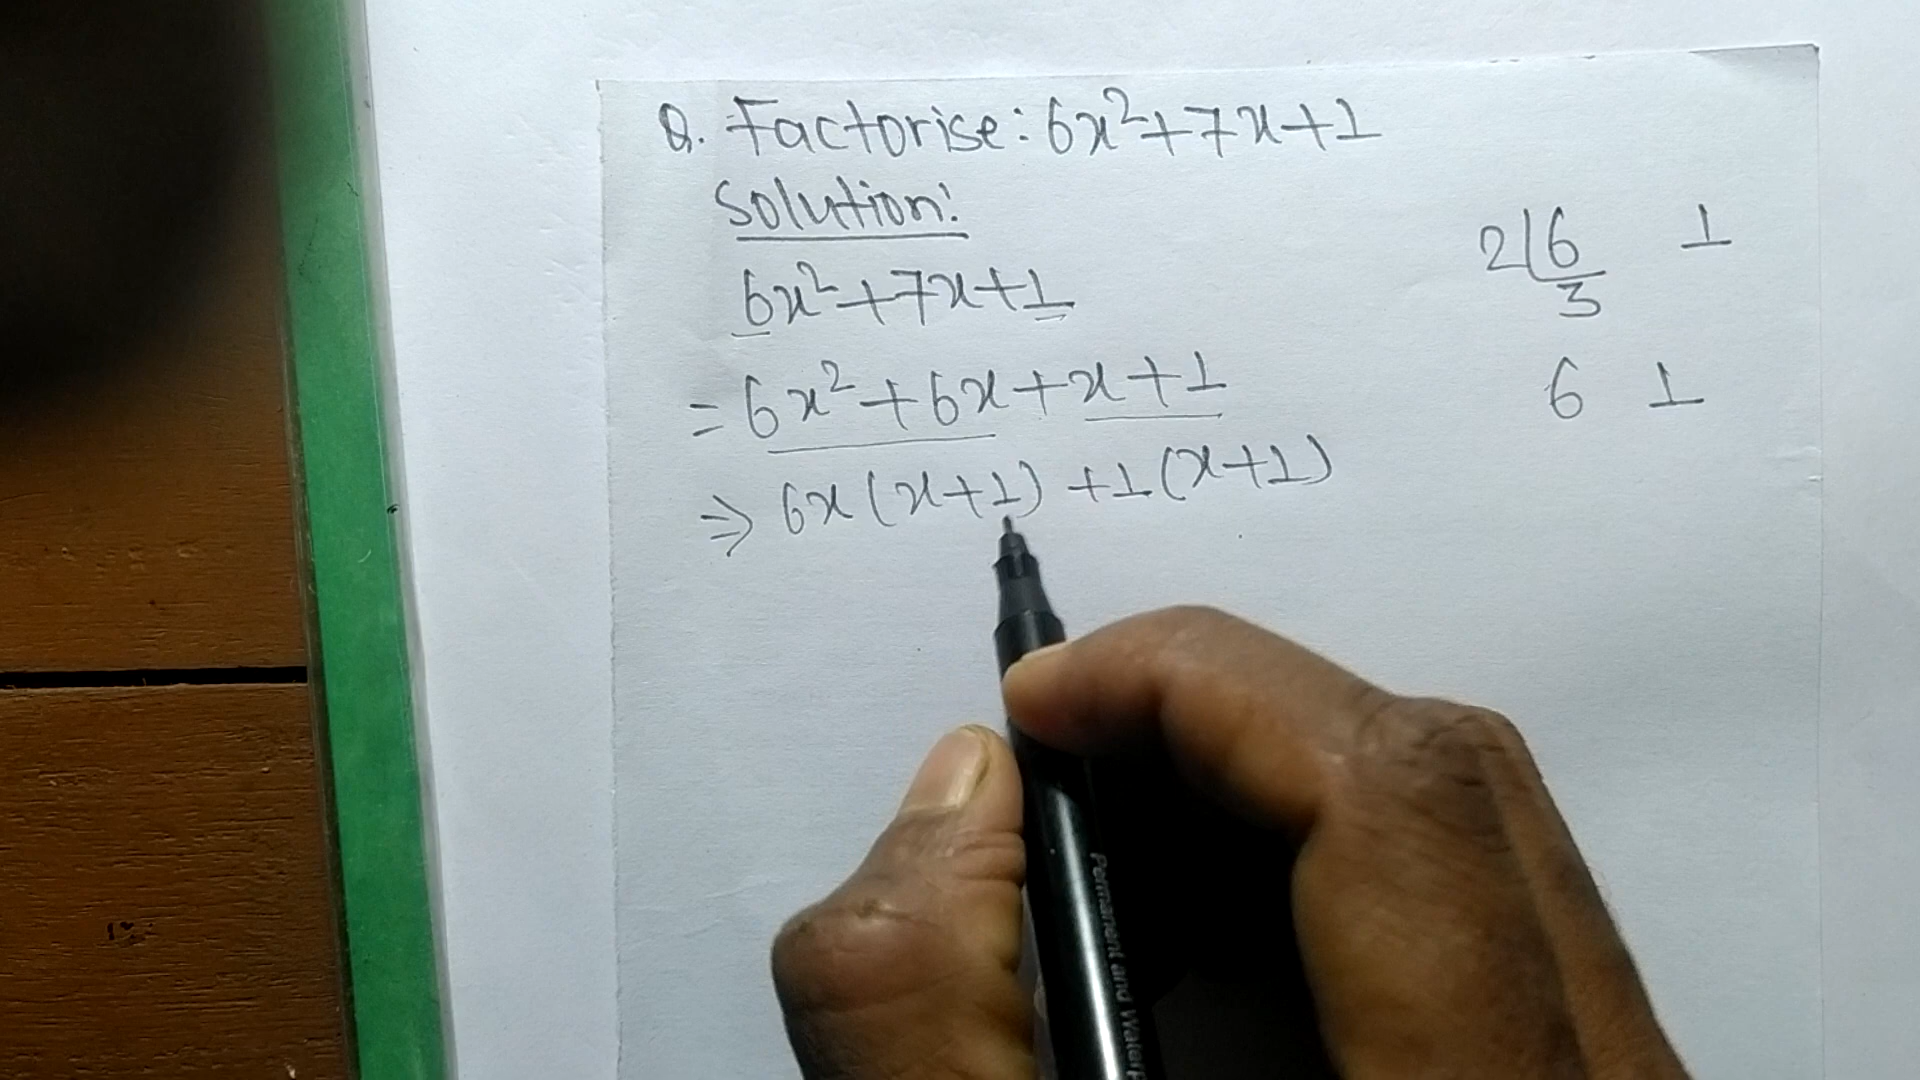 Q. Factorise: 6x²+7x+1
Solution:
6x²+7x+1
= 6x²+6x+x+1
⇒ 6x(x+1) +1(x+1)
2|6 1
3
6 1
Permanent and Water